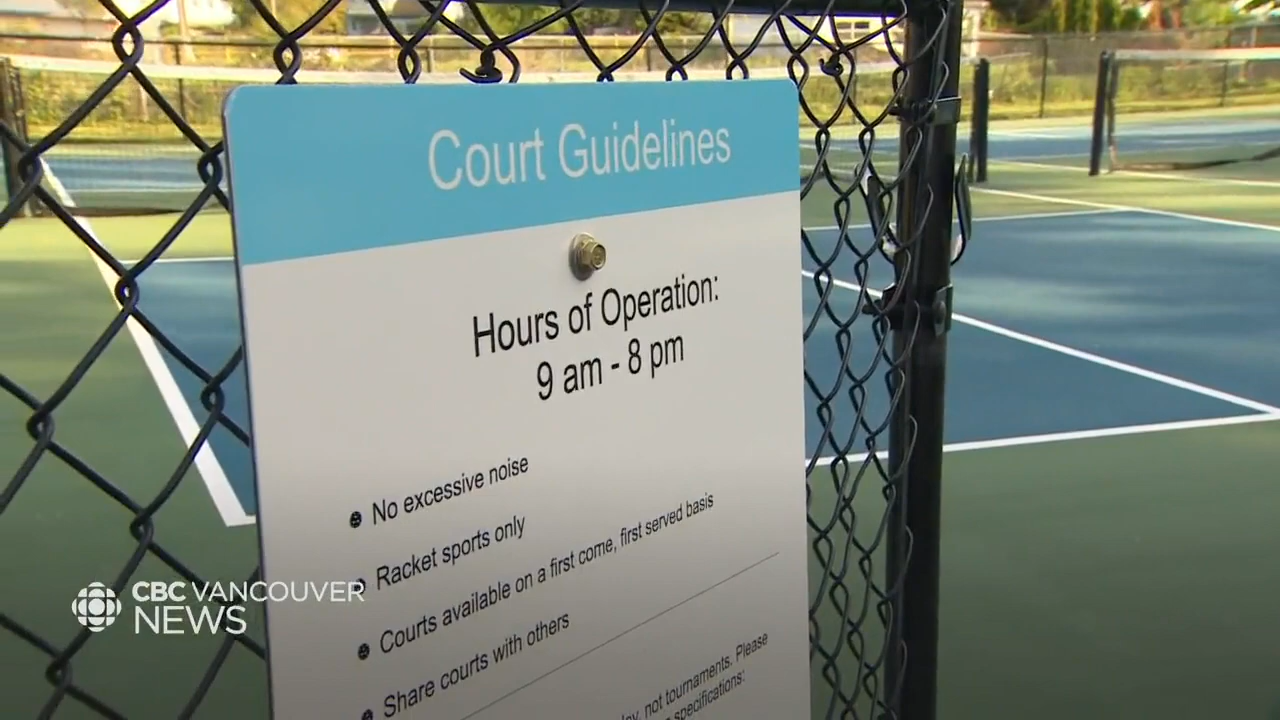 Court Guidelines
Hours of Operation:
9 am - 8 pm
No excessive noise
Racket sports only
Courts available on a first come, first served basis
Share courts with others
not tournaments. Please
specifications:
CBC VANCOUVER
NEWS